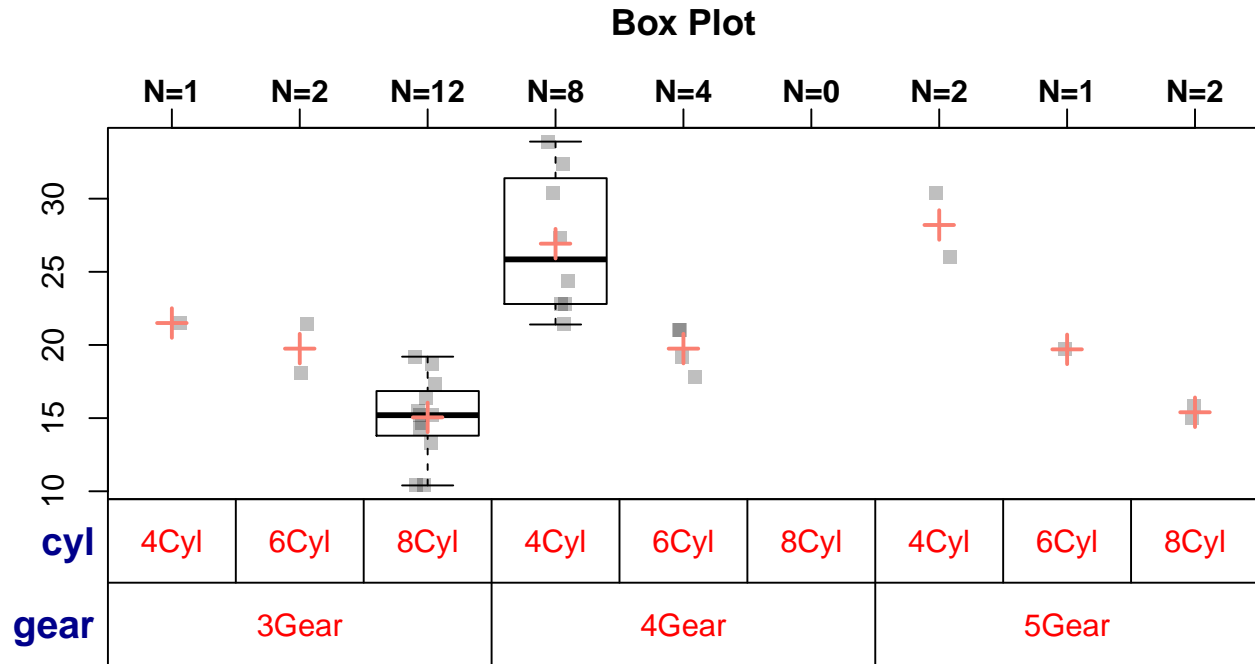 Box Plot
N=1 N=2 N=12 N=8 N=4 N=0 N=2 N=1 N=2
30
25
20
15
10
cyl 4Cyl 6Cyl 8Cyl 4Cyl 6Cyl 8Cyl 4Cyl 6Cyl 8Cyl
gear 3Gear 4Gear 5Gear